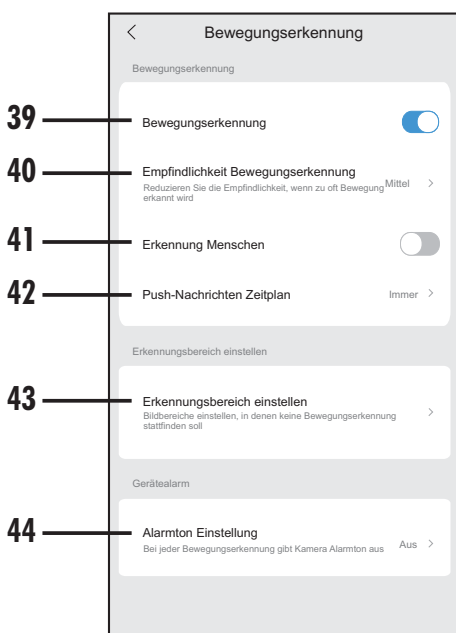 Bewegungserkennung
Bewegungserkennung
39 Bewegungserkennung
40 Empfindlichkeit Bewegungserkennung
Reduzieren Sie die Empfindlichkeit, wenn zu oft Bewegung Mittel
erkannt wird
41 Erkennung Menschen
42 Push-Nachrichten Zeitplan Immer
Erkennungsbereich einstellen
43 Erkennungsbereich einstellen
Bildbereiche einstellen, in denen keine Bewegungserkennung
stattfinden soll
Gerätealarm
44 Alarmton Einstellung
Bei jeder Bewegungserkennung gibt Kamera Alarmton aus Aus